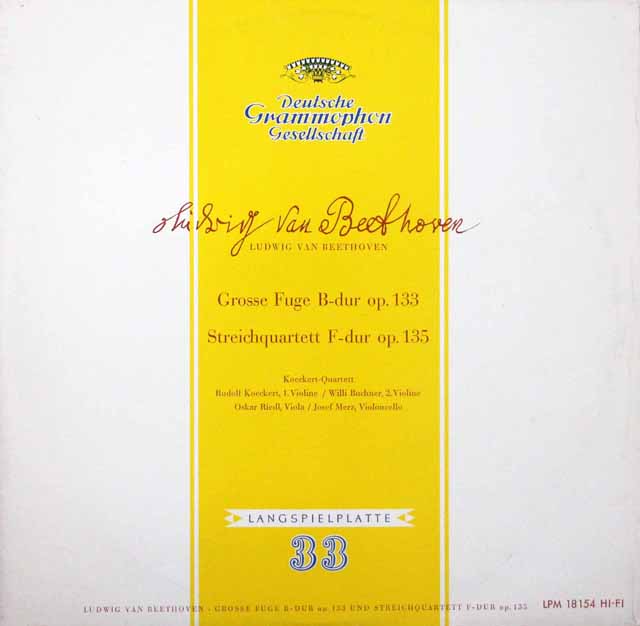 Deutsche
Grammophon
Gesellschaft
Ludwig van Beethoven
LUDWIG VAN BEETHOVEN
Grosse Fuge B-dur op. 133
Streichquartett F-dur op. 135
Koeckert-Quartett
Rudolf Koeckert, 1. Violine / Willi Buchner, 2. Violine
Oskar Riedl, Viola / Josef Merz, Violoncello
LANGSPIELPLATTE
33
LUDWIG VAN BEETHOVEN - GROSSE FUGE B-DUR op. 133 UND STREICHQUARTETT F-DUR op. 135
LPM 18154 HI-FI